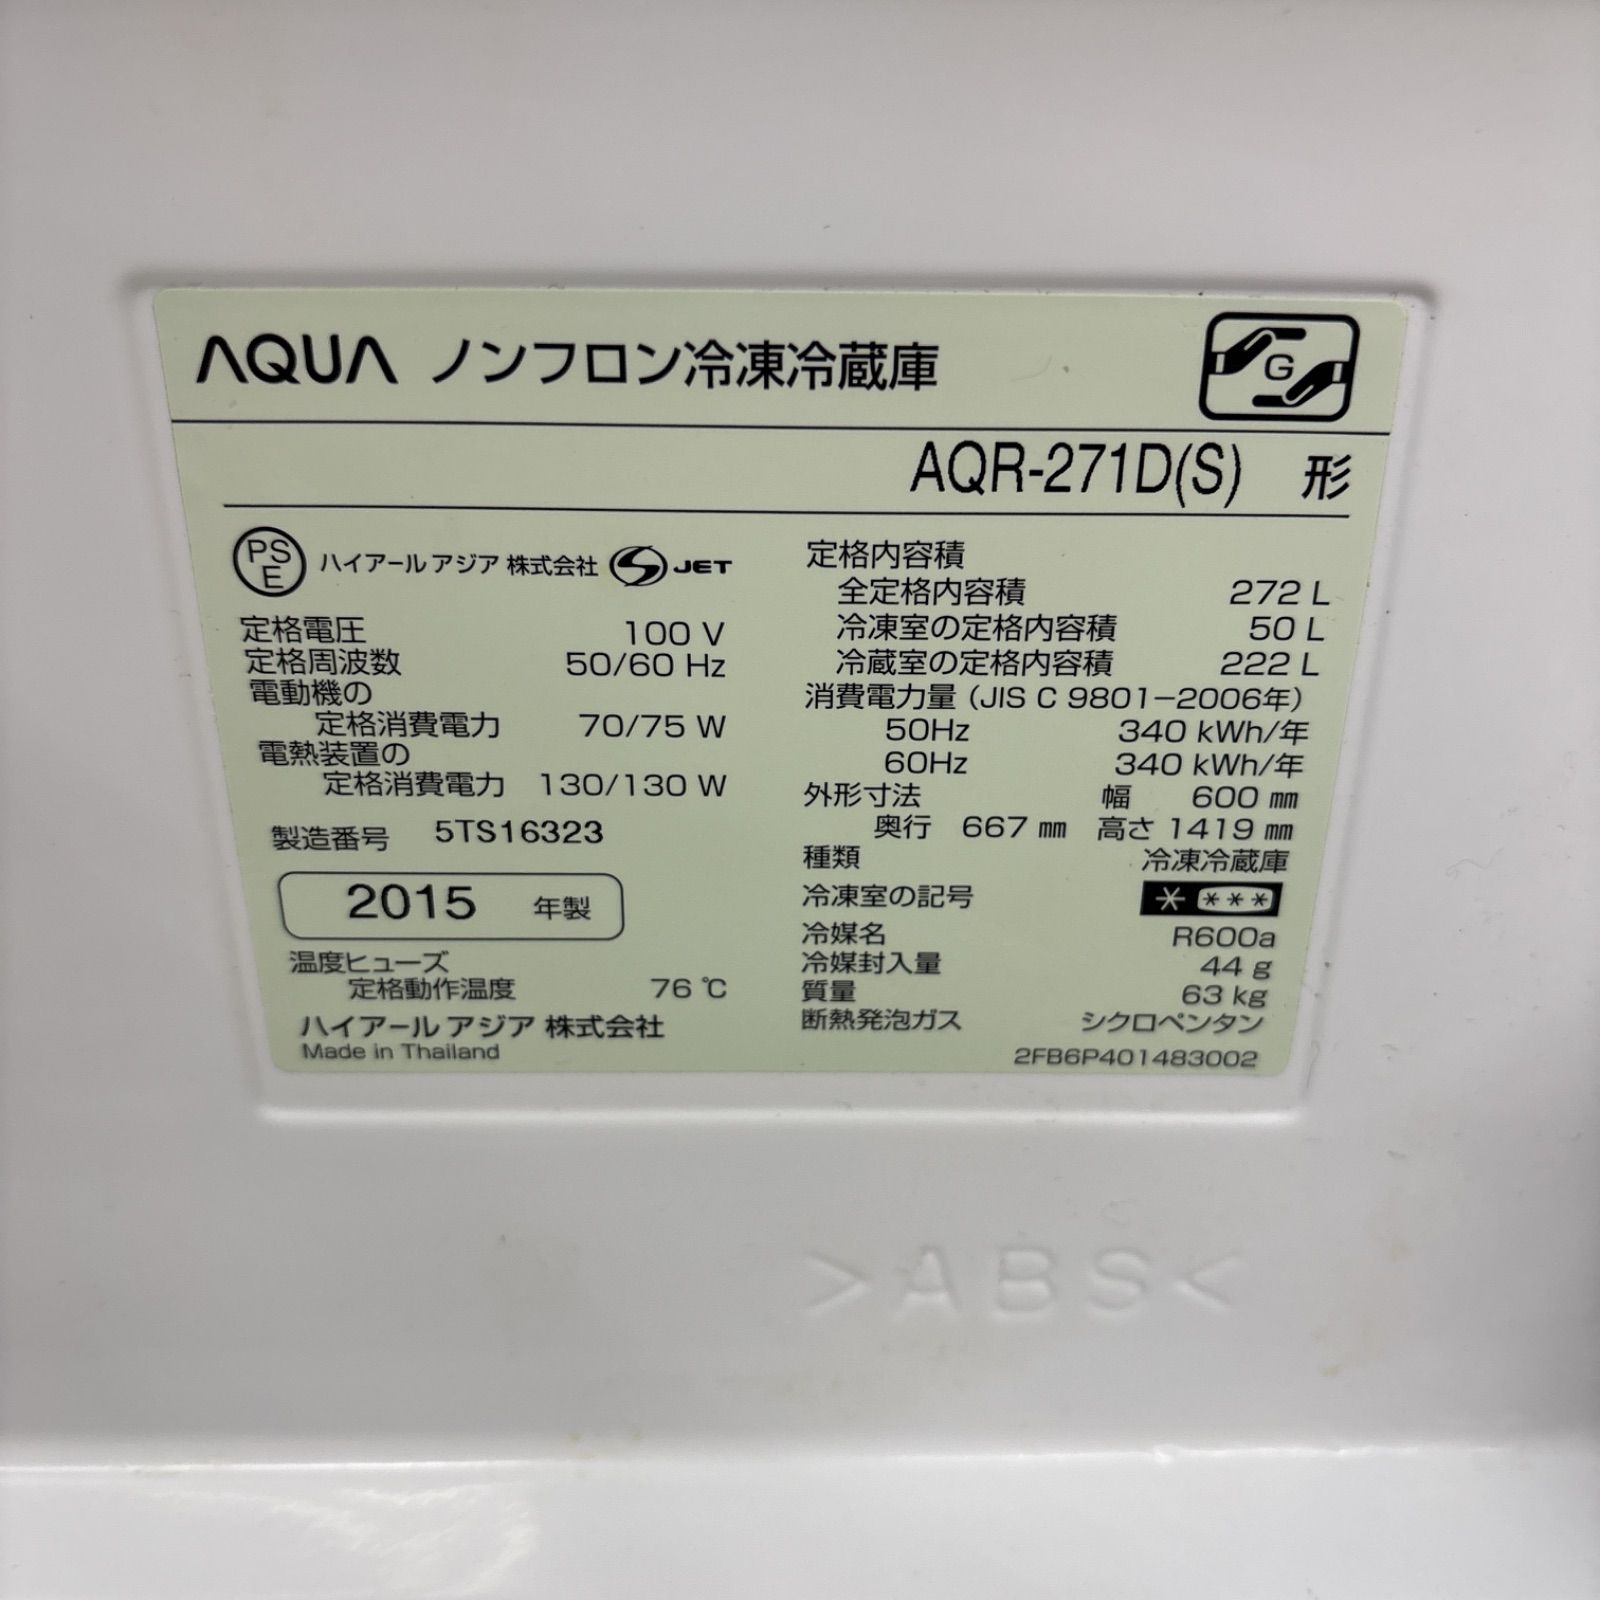 AQUA ノンフロン冷凍冷蔵庫
G
AQR-271D(S) 形
PSE ハイアール アジア 株式会社 S JET
定格電圧 100 V
定格周波数 50/60 Hz
電動機の
定格消費電力 70/75 W
電熱装置の
定格消費電力 130/130 W
製造番号 5TS16323
2015 年製
温度ヒューズ
定格動作温度 76 ℃
ハイアール アジア 株式会社
Made in Thailand
定格内容積
全定格内容積 272 L
冷凍室の定格内容積 50 L
冷蔵室の定格内容積 222 L
消費電力量 (JIS C 9801−2006年)
50Hz 340 kWh/年
60Hz 340 kWh/年
外形寸法 幅 600 ㎜
奥行 667 ㎜ 高さ 1419 ㎜
種類 冷凍冷蔵庫
冷凍室の記号 * ***
冷媒名 R600a
冷媒封入量 44 g
質量 63 kg
断熱発泡ガス シクロペンタン
2FB6P401483002
>ABS<